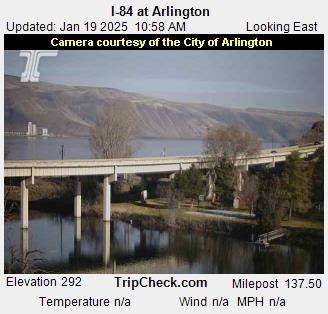 I-84 at Arlington
Updated: Jan 19 2025 10:58 AM Looking East
Camera courtesy of the City of Arlington
Elevation 292 TripCheck.com Milepost 137.50
Temperature n/a Wind n/a MPH n/a